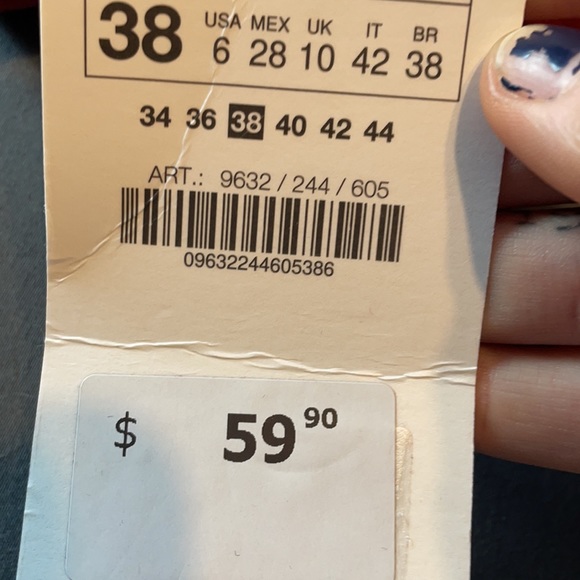 38 USA MEX UK IT BR
6 28 10 42 38
34 36 38 40 42 44
ART.: 9632 / 244 / 605
09632244605386
$ 59 90